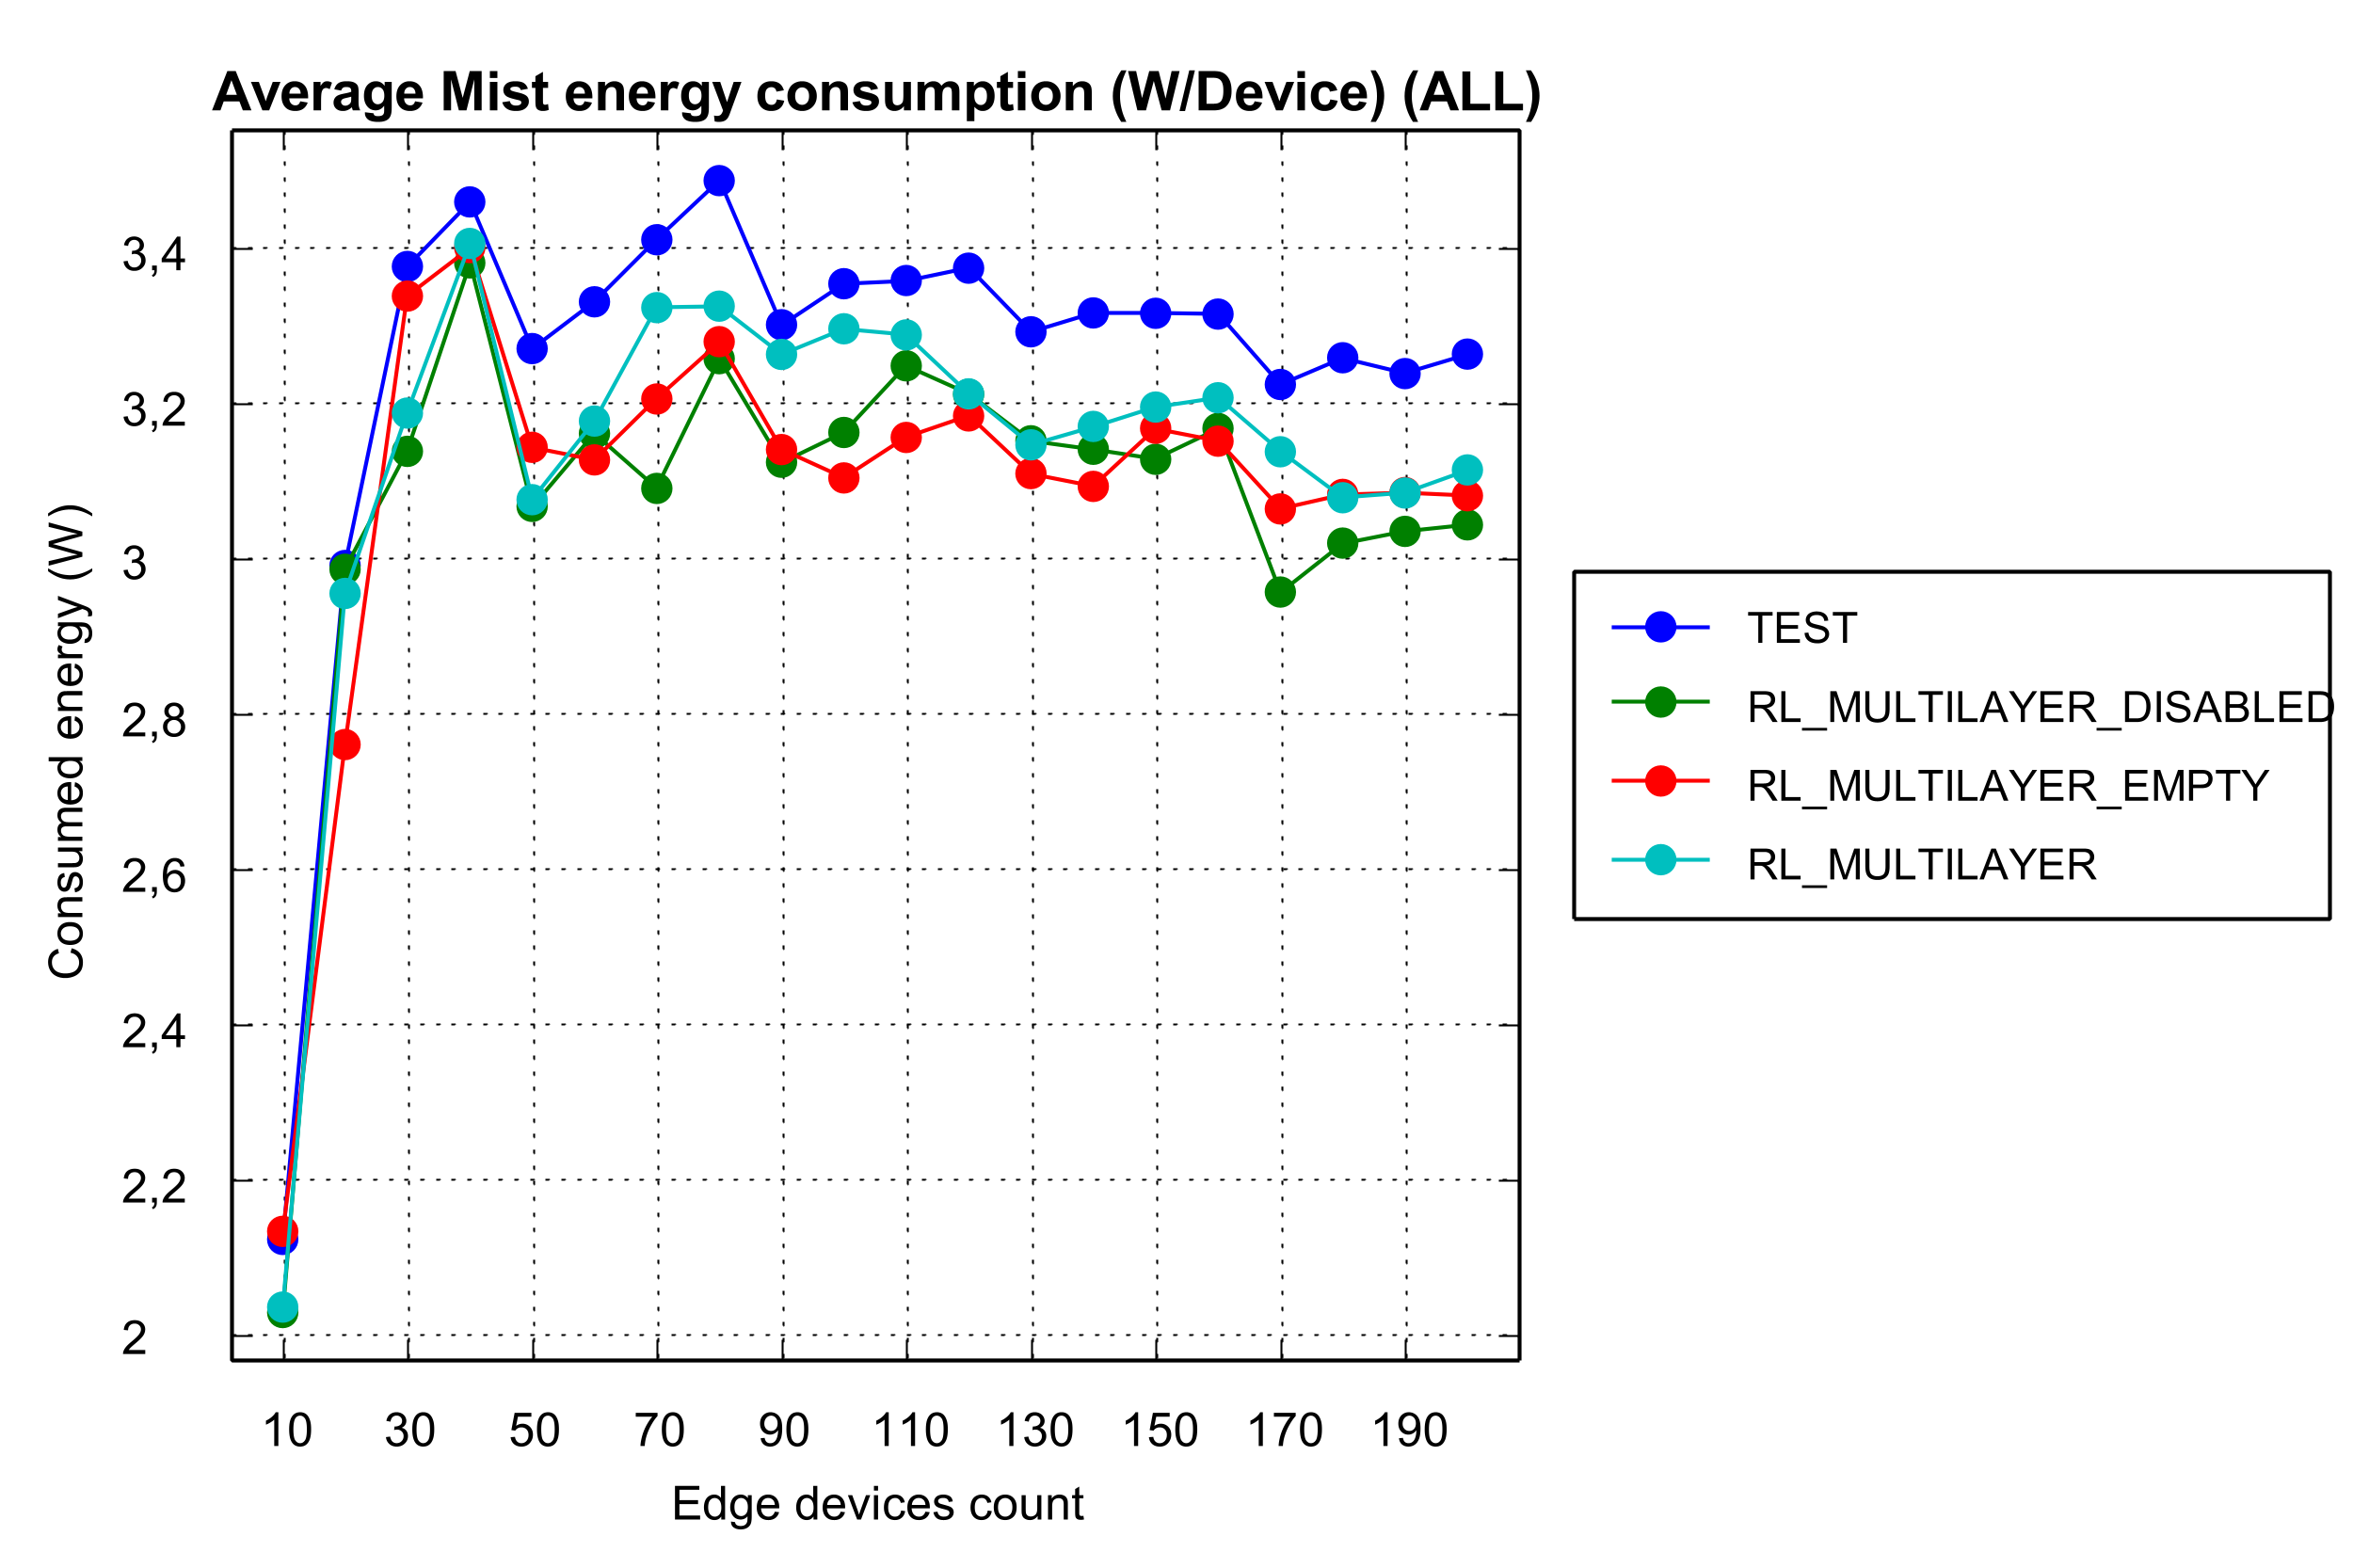 Average Mist energy consumption (W/Device) (ALL)
Consumed energy (W)
3,4
3,2
3
2,8
2,6
2,4
2,2
2
10 30 50 70 90 110 130 150 170 190
Edge devices count
TEST
RL_MULTILAYER_DISABLED
RL_MULTILAYER_EMPTY
RL_MULTILAYER